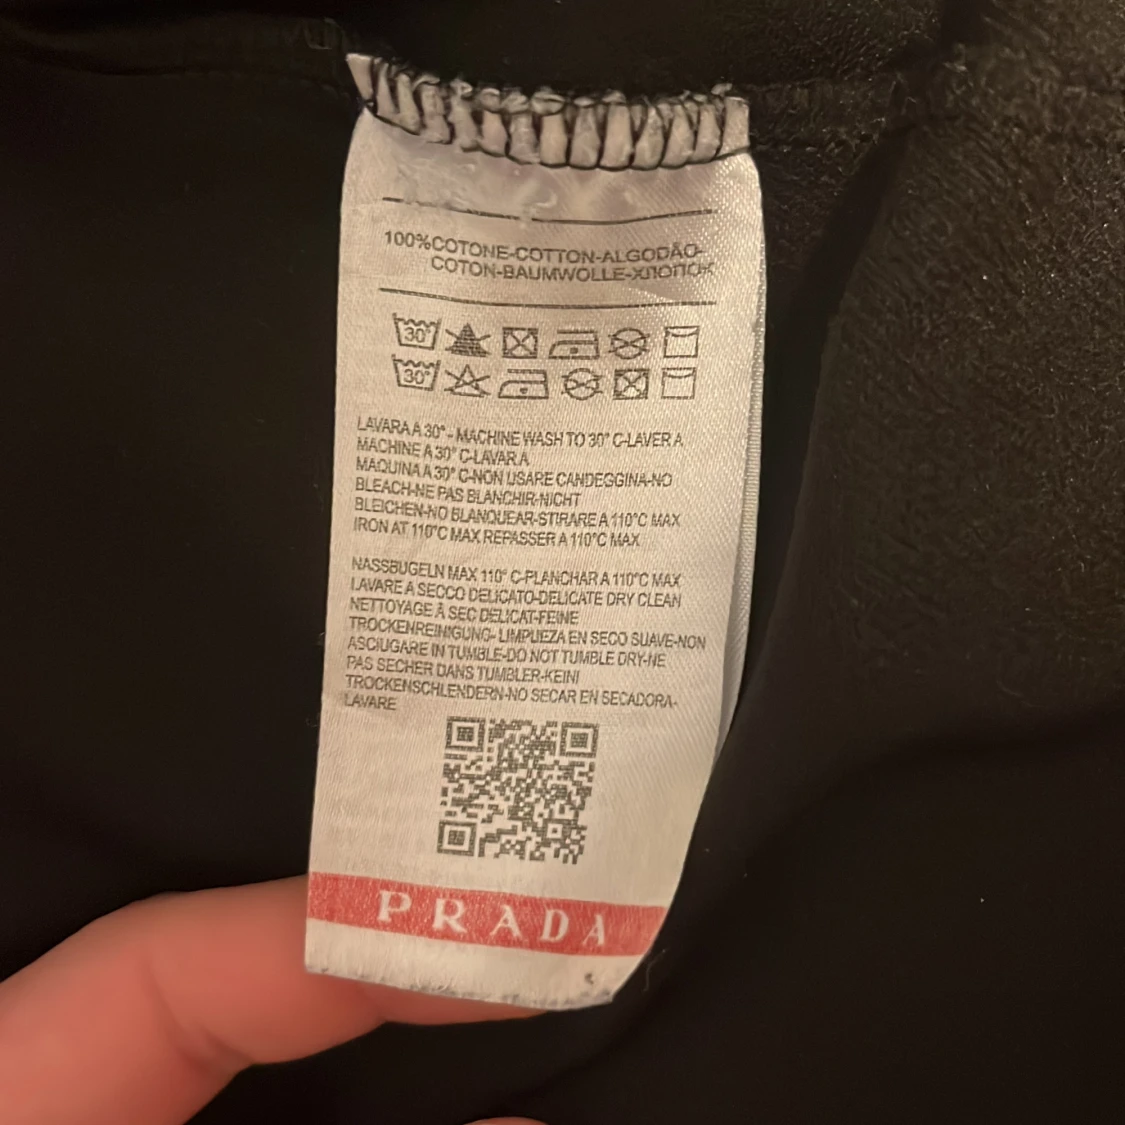 100%COTONE-COTTON-ALGODÃO-
COTON-BAUMWOLLE-ХЛОПОК
30°
30°
LAVARA A 30° - MACHINE WASH TO 30° C-LAVER A
MACHINE A 30° C-LAVAR A
MAQUINA A 30° C-NON USARE CANDEGGINA-NO
BLEACH-NE PAS BLANCHIR-NICHT
BLEICHEN-NO BLANQUEAR-STIRARE A 110°C MAX
IRON AT 110°C MAX REPASSER A 110°C MAX
NASSBUGELN MAX 110° C-PLANCHAR A 110°C MAX
LAVARE A SECCO DELICATO-DELICATE DRY CLEAN
NETTOYAGE À SEC DELICAT-FEINE
TROCKENREINIGUNG- LIMPUEZA EN SECO SUAVE-NON
ASCIUGARE IN TUMBLE-DO NOT TUMBLE DRY-NE
PAS SECHER DANS TUMBLER-KEINI
TROCKENSCHLENDERN-NO SECAR EN SECADORA-
LAVARE
PRADA